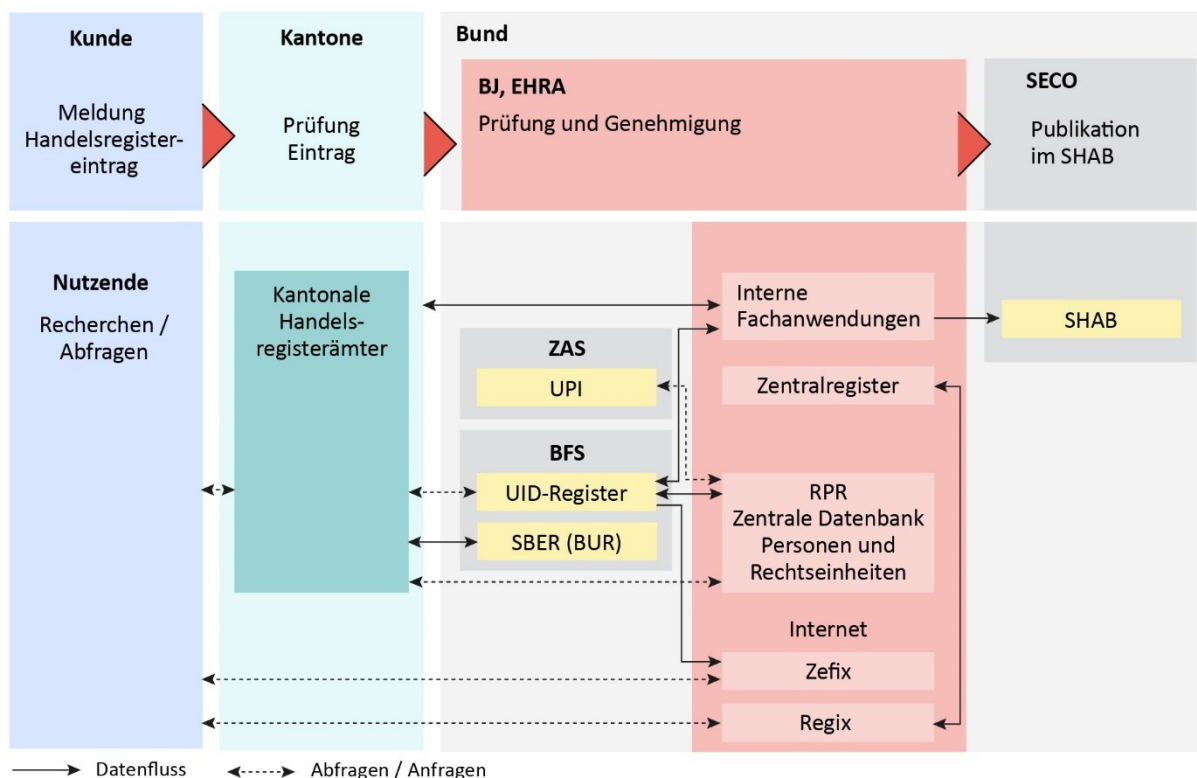 Kunde
Meldung
Handelsregister-
eintrag
Kantone
Prüfung
Eintrag
Bund
BJ, EHRA
Prüfung und Genehmigung
SECO
Publikation
im SHAB
Nutzende
Recherchen /
Abfragen
Kantonale
Handels-
registerämter
ZAS
UPI
BFS
UID-Register
SBER (BUR)
Interne
Fachanwendungen
Zentralregister
RPR
Zentrale Datenbank
Personen und
Rechtseinheiten
Internet
Zefix
Regix
SHAB
Datenfluss
Abfragen / Anfragen